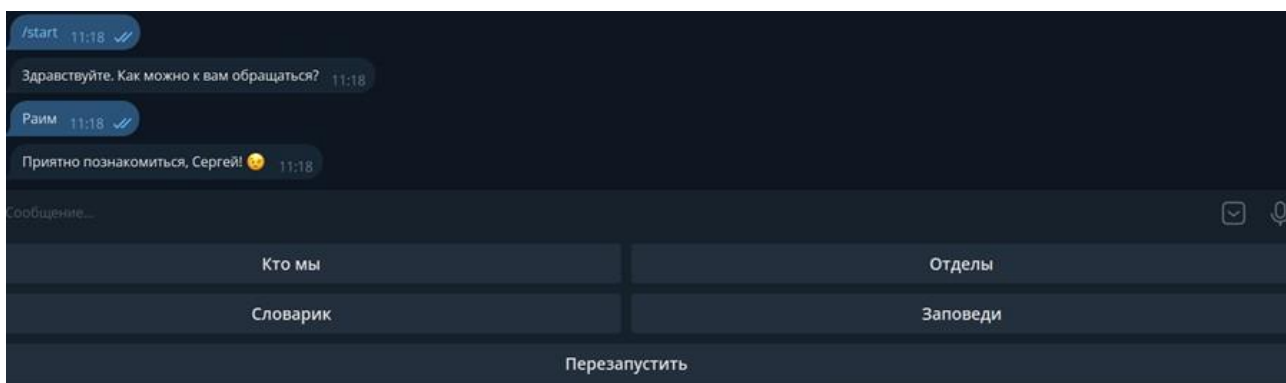 /start 11:18
Здравствуйте. Как можно к вам обращаться? 11:18
Раим 11:18
Приятно познакомиться, Сергей! 😉 11:18
Сообщение...
Кто мы
Отделы
Словарик
Заповеди
Перезапустить